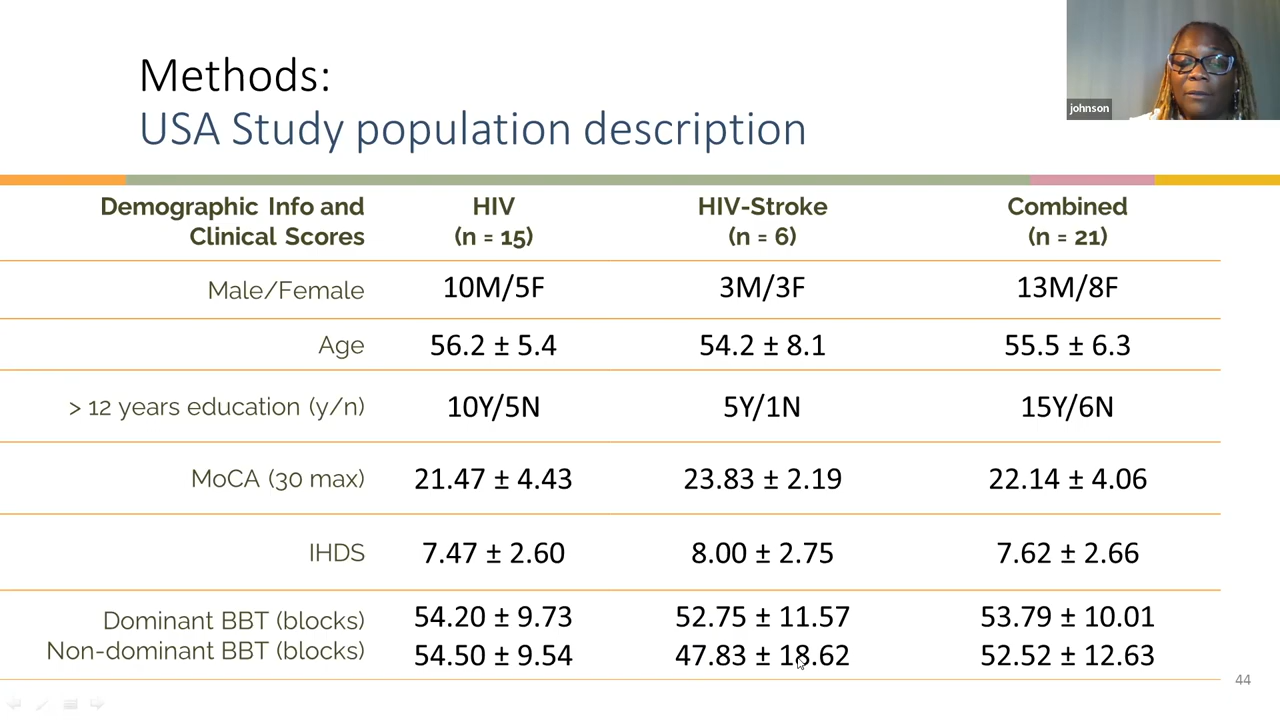 Methods:
USA Study population description
johnson
Demographic Info and Clinical Scores HIV (n = 15) HIV-Stroke (n = 6) Combined (n = 21)
Male/Female 10M/5F 3M/3F 13M/8F
Age 56.2 ± 5.4 54.2 ± 8.1 55.5 ± 6.3
> 12 years education (y/n) 10Y/5N 5Y/1N 15Y/6N
MoCA (30 max) 21.47 ± 4.43 23.83 ± 2.19 22.14 ± 4.06
IHDS 7.47 ± 2.60 8.00 ± 2.75 7.62 ± 2.66
Dominant BBT (blocks) 54.20 ± 9.73 52.75 ± 11.57 53.79 ± 10.01
Non-dominant BBT (blocks) 54.50 ± 9.54 47.83 ± 18.62 52.52 ± 12.63
44